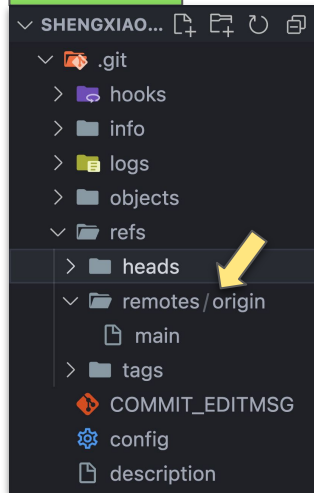 SHENGXIAO...
.git
hooks
info
logs
objects
refs
heads
remotes/origin
main
tags
COMMIT_EDITMSG
config
description